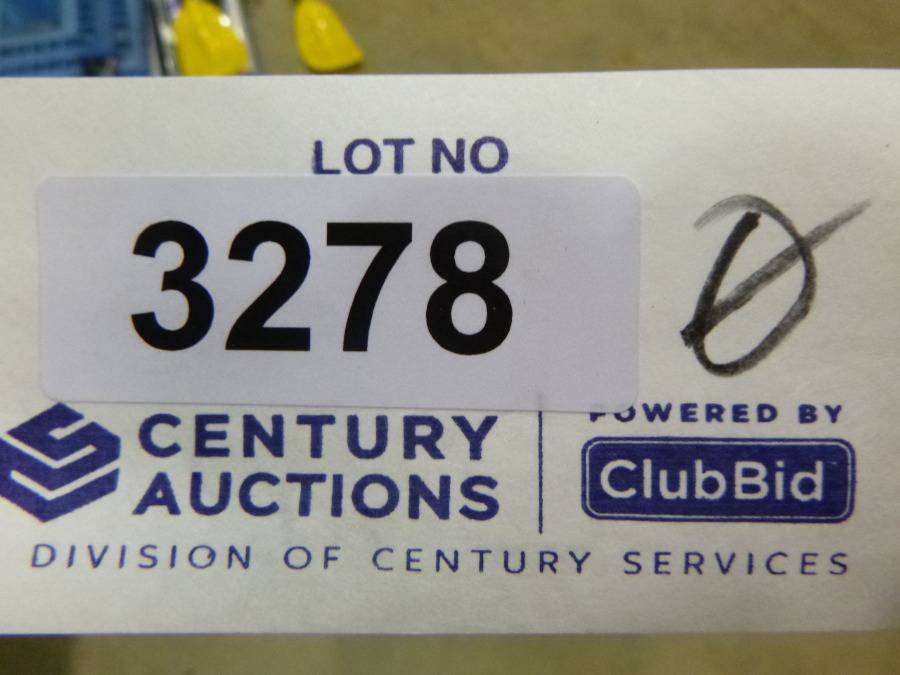 LOT NO
3278
CENTURY
AUCTIONS
POWERED BY
ClubBid
DIVISION OF CENTURY SERVICES